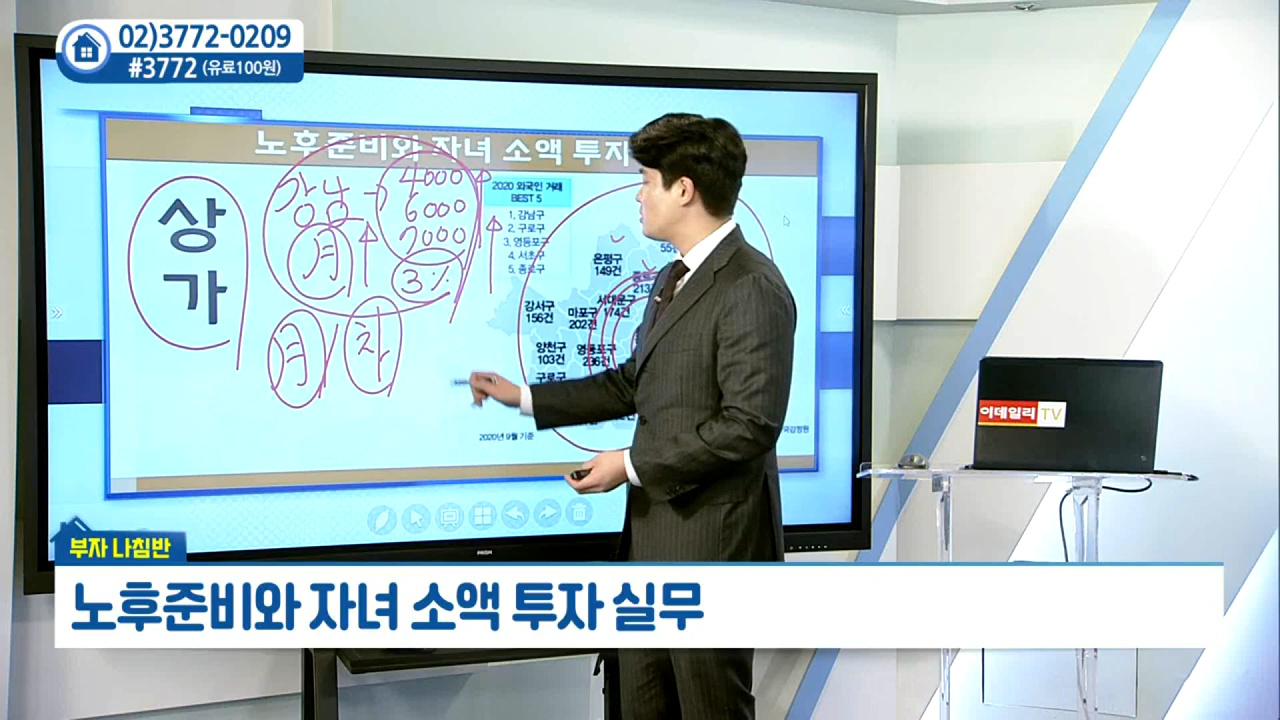 02)3772-0209
#3772 (유료100원)
노후준비와 자녀 소액 투자
상
가
강남
4000
6000
7000
月
3%
月
차
2020 외국인 거래
BEST 5
1. 강남구
2. 구로구
3. 영등포구
4. 서초구
5. 종로구
은평구
149건
강서구
156건
마포구
202건
서대문구
174건
양천구
103건
영등포구
236건
구로구
2020년 9월 기준
이데일리 TV
PRISM
부자 나침반
노후준비와 자녀 소액 투자 실무